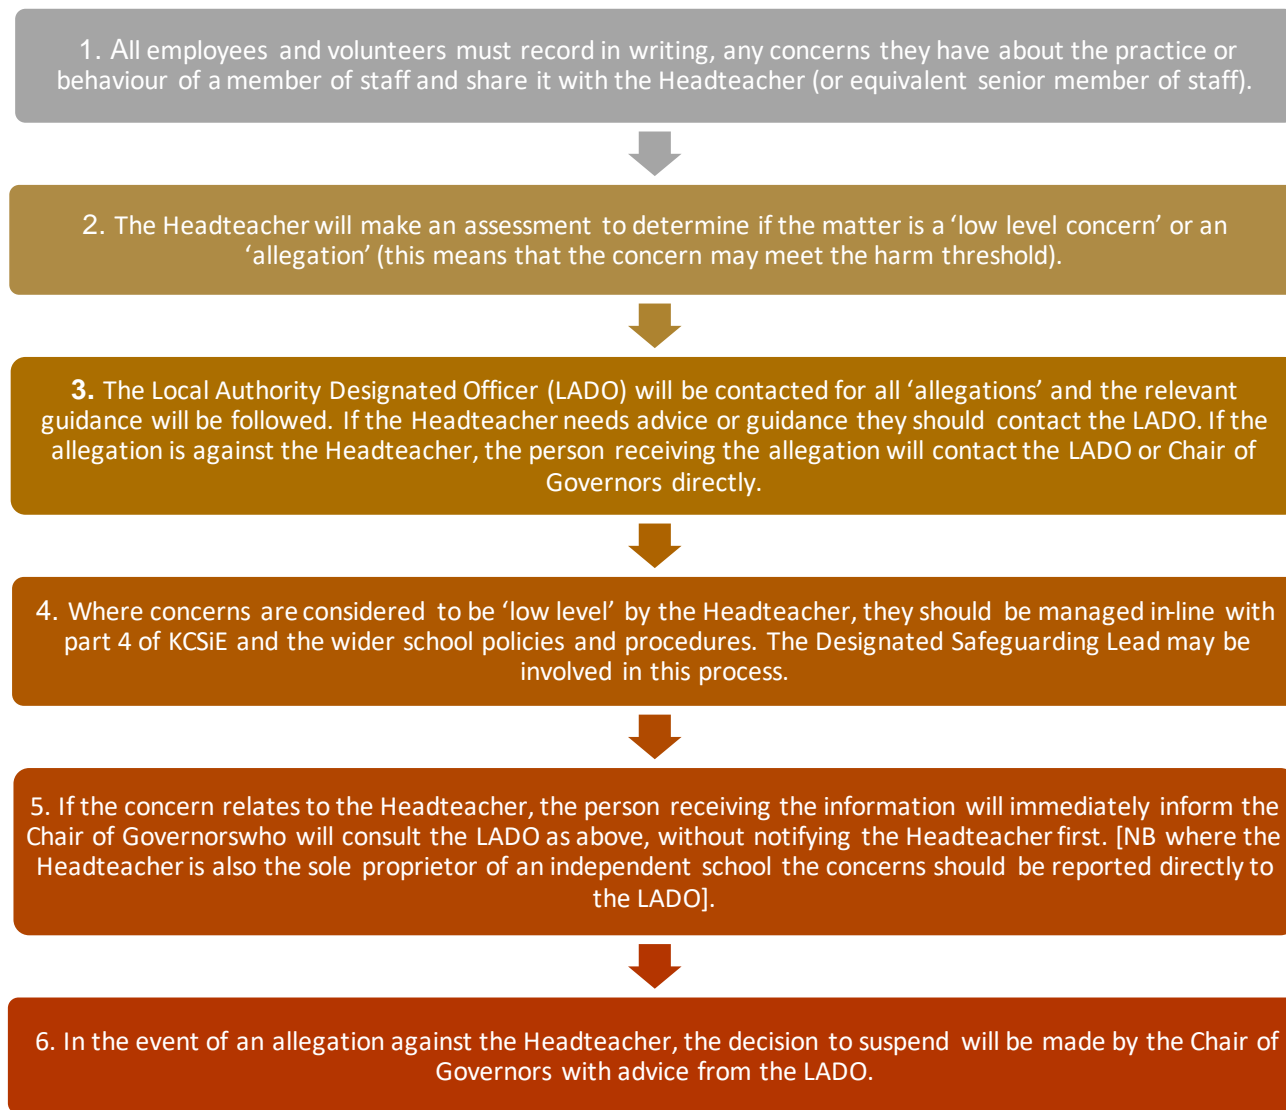 1. All employees and volunteers must record in writing, any concerns they have about the practice or
behaviour of a member of staff and share it with the Headteacher (or equivalent senior member of staff).
2. The Headteacher will make an assessment to determine if the matter is a ‘low level concern’ or an
‘allegation’ (this means that the concern may meet the harm threshold).
3. The Local Authority Designated Officer (LADO) will be contacted for all ‘allegations’ and the relevant
guidance will be followed. If the Headteacher needs advice or guidance they should contact the LADO. If the
allegation is against the Headteacher, the person receiving the allegation will contact the LADO or Chair of
Governors directly.
4. Where concerns are considered to be ‘low level’ by the Headteacher, they should be managed in-line with
part 4 of KCSiE and the wider school policies and procedures. The Designated Safeguarding Lead may be
involved in this process.
5. If the concern relates to the Headteacher, the person receiving the information will immediately inform the
Chair of Governorswho will consult the LADO as above, without notifying the Headteacher first. [NB where the
Headteacher is also the sole proprietor of an independent school the concerns should be reported directly to
the LADO].
6. In the event of an allegation against the Headteacher, the decision to suspend will be made by the Chair of
Governors with advice from the LADO.